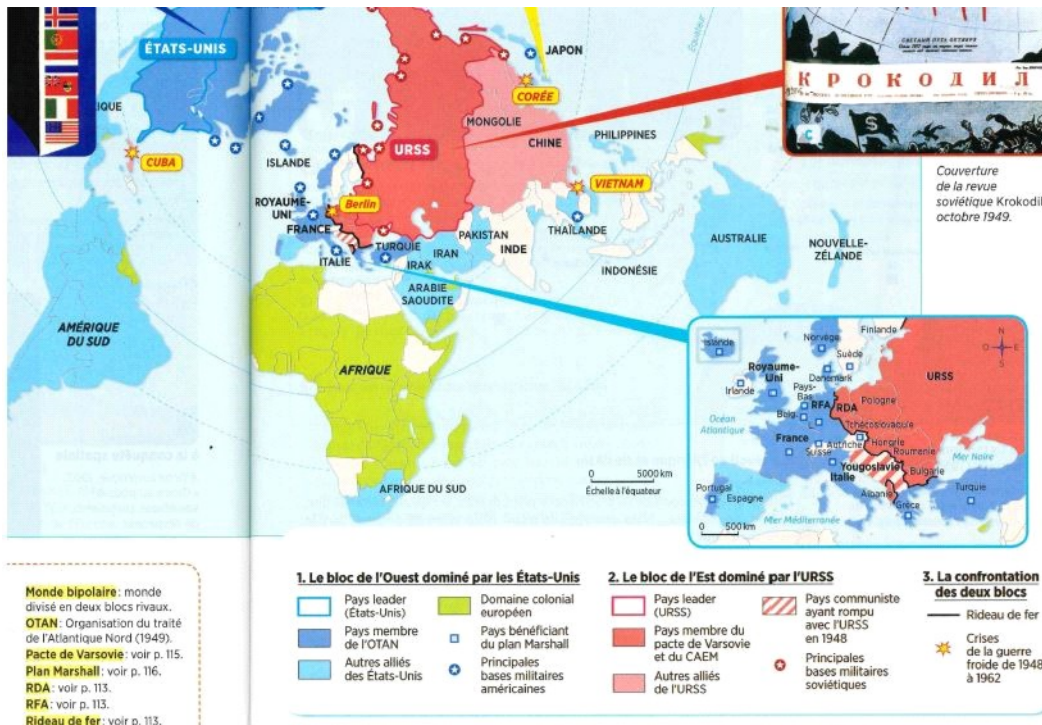 ÉTATS-UNIS
JAPON
Équateur
CORÉE
MONGOLIE
CHINE
PHILIPPINES
URSS
CUBA
ISLANDE
VIETNAM
ROYAUME-
UNI
Berlin
FRANCE
ITALIE
TURQUIE
IRAK
IRAN
PAKISTAN
INDE
THAÏLANDE
ARABIE
SAOUDITE
INDONÉSIE
AUSTRALIE
NOUVELLE-
ZÉLANDE
AMÉRIQUE
DU SUD
AFRIQUE
AFRIQUE DU SUD
0 5000 km
Échelle à l'équateur
КРОКОДИЛ
C
Couverture
de la revue
soviétique Krokodil
octobre 1949.
Islande
Norvège
Finlande
Suède
Royaume-
Uni
Danemark
Irlande
Pays-
Bas
URSS
N
O
E
S
RFA
RDA
Pologne
Belg.
L.
Océan
Atlantique
Tchécoslovaquie
France
Autriche
Hongrie
Suisse
Roumanie
Mer Noire
Yougoslavie
Italie
Bulgarie
Portugal
Espagne
Albanie
Grèce
Turquie
Mer Méditerranée
0 500 km
Monde bipolaire : monde
divisé en deux blocs rivaux.
OTAN : Organisation du traité
de l'Atlantique Nord (1949).
Pacte de Varsovie : voir p. 115.
Plan Marshall : voir p. 116.
RDA : voir p. 113.
RFA : voir p. 113.
Rideau de fer : voir p. 113.
1. Le bloc de l'Ouest dominé par les États-Unis
Pays leader
(États-Unis)
Pays membre
de l'OTAN
Autres alliés
des États-Unis
Domaine colonial
européen
Pays bénéficiant
du plan Marshall
Principales
bases militaires
américaines
2. Le bloc de l'Est dominé par l'URSS
Pays leader
(URSS)
Pays membre du
pacte de Varsovie
et du CAEM
Autres alliés
de l'URSS
Pays communiste
ayant rompu
avec l'URSS
en 1948
Principales
bases militaires
soviétiques
3. La confrontation
des deux blocs
Rideau de fer
Crises
de la guerre
froide de 1948
à 1962